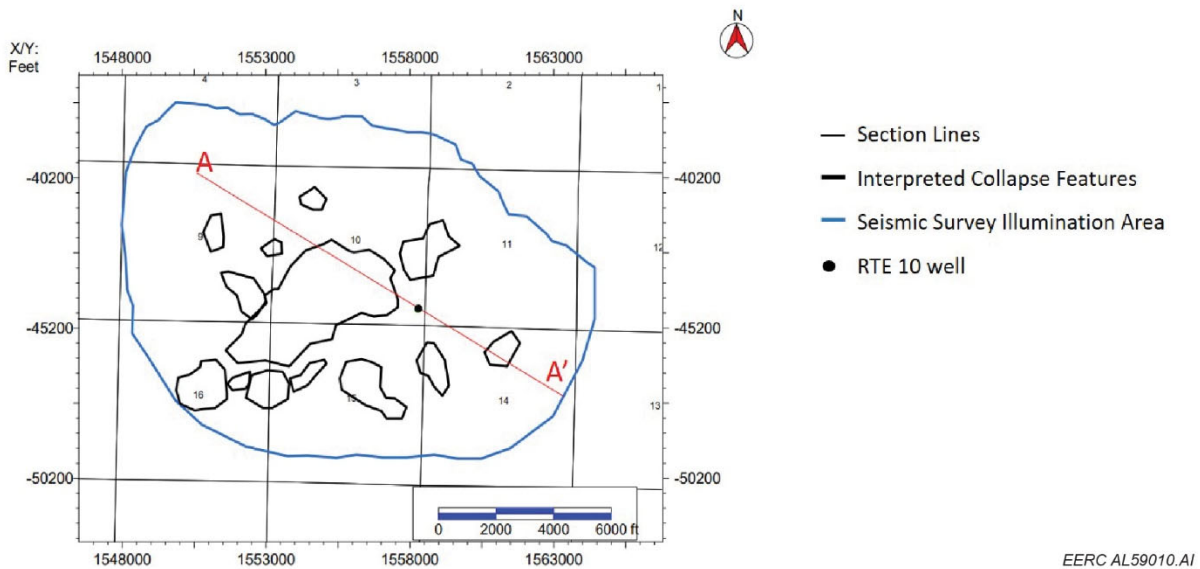 N
X/Y:
Feet
1548000 1553000 1558000 1563000
4 3 2 1
-40200 A -40200
9 10 11 12
-45200 -45200
A'
16 15 14 13
-50200 -50200
0 2000 4000 6000 ft
1548000 1553000 1558000 1563000
Section Lines
Interpreted Collapse Features
Seismic Survey Illumination Area
RTE 10 well
EERC AL59010.AI